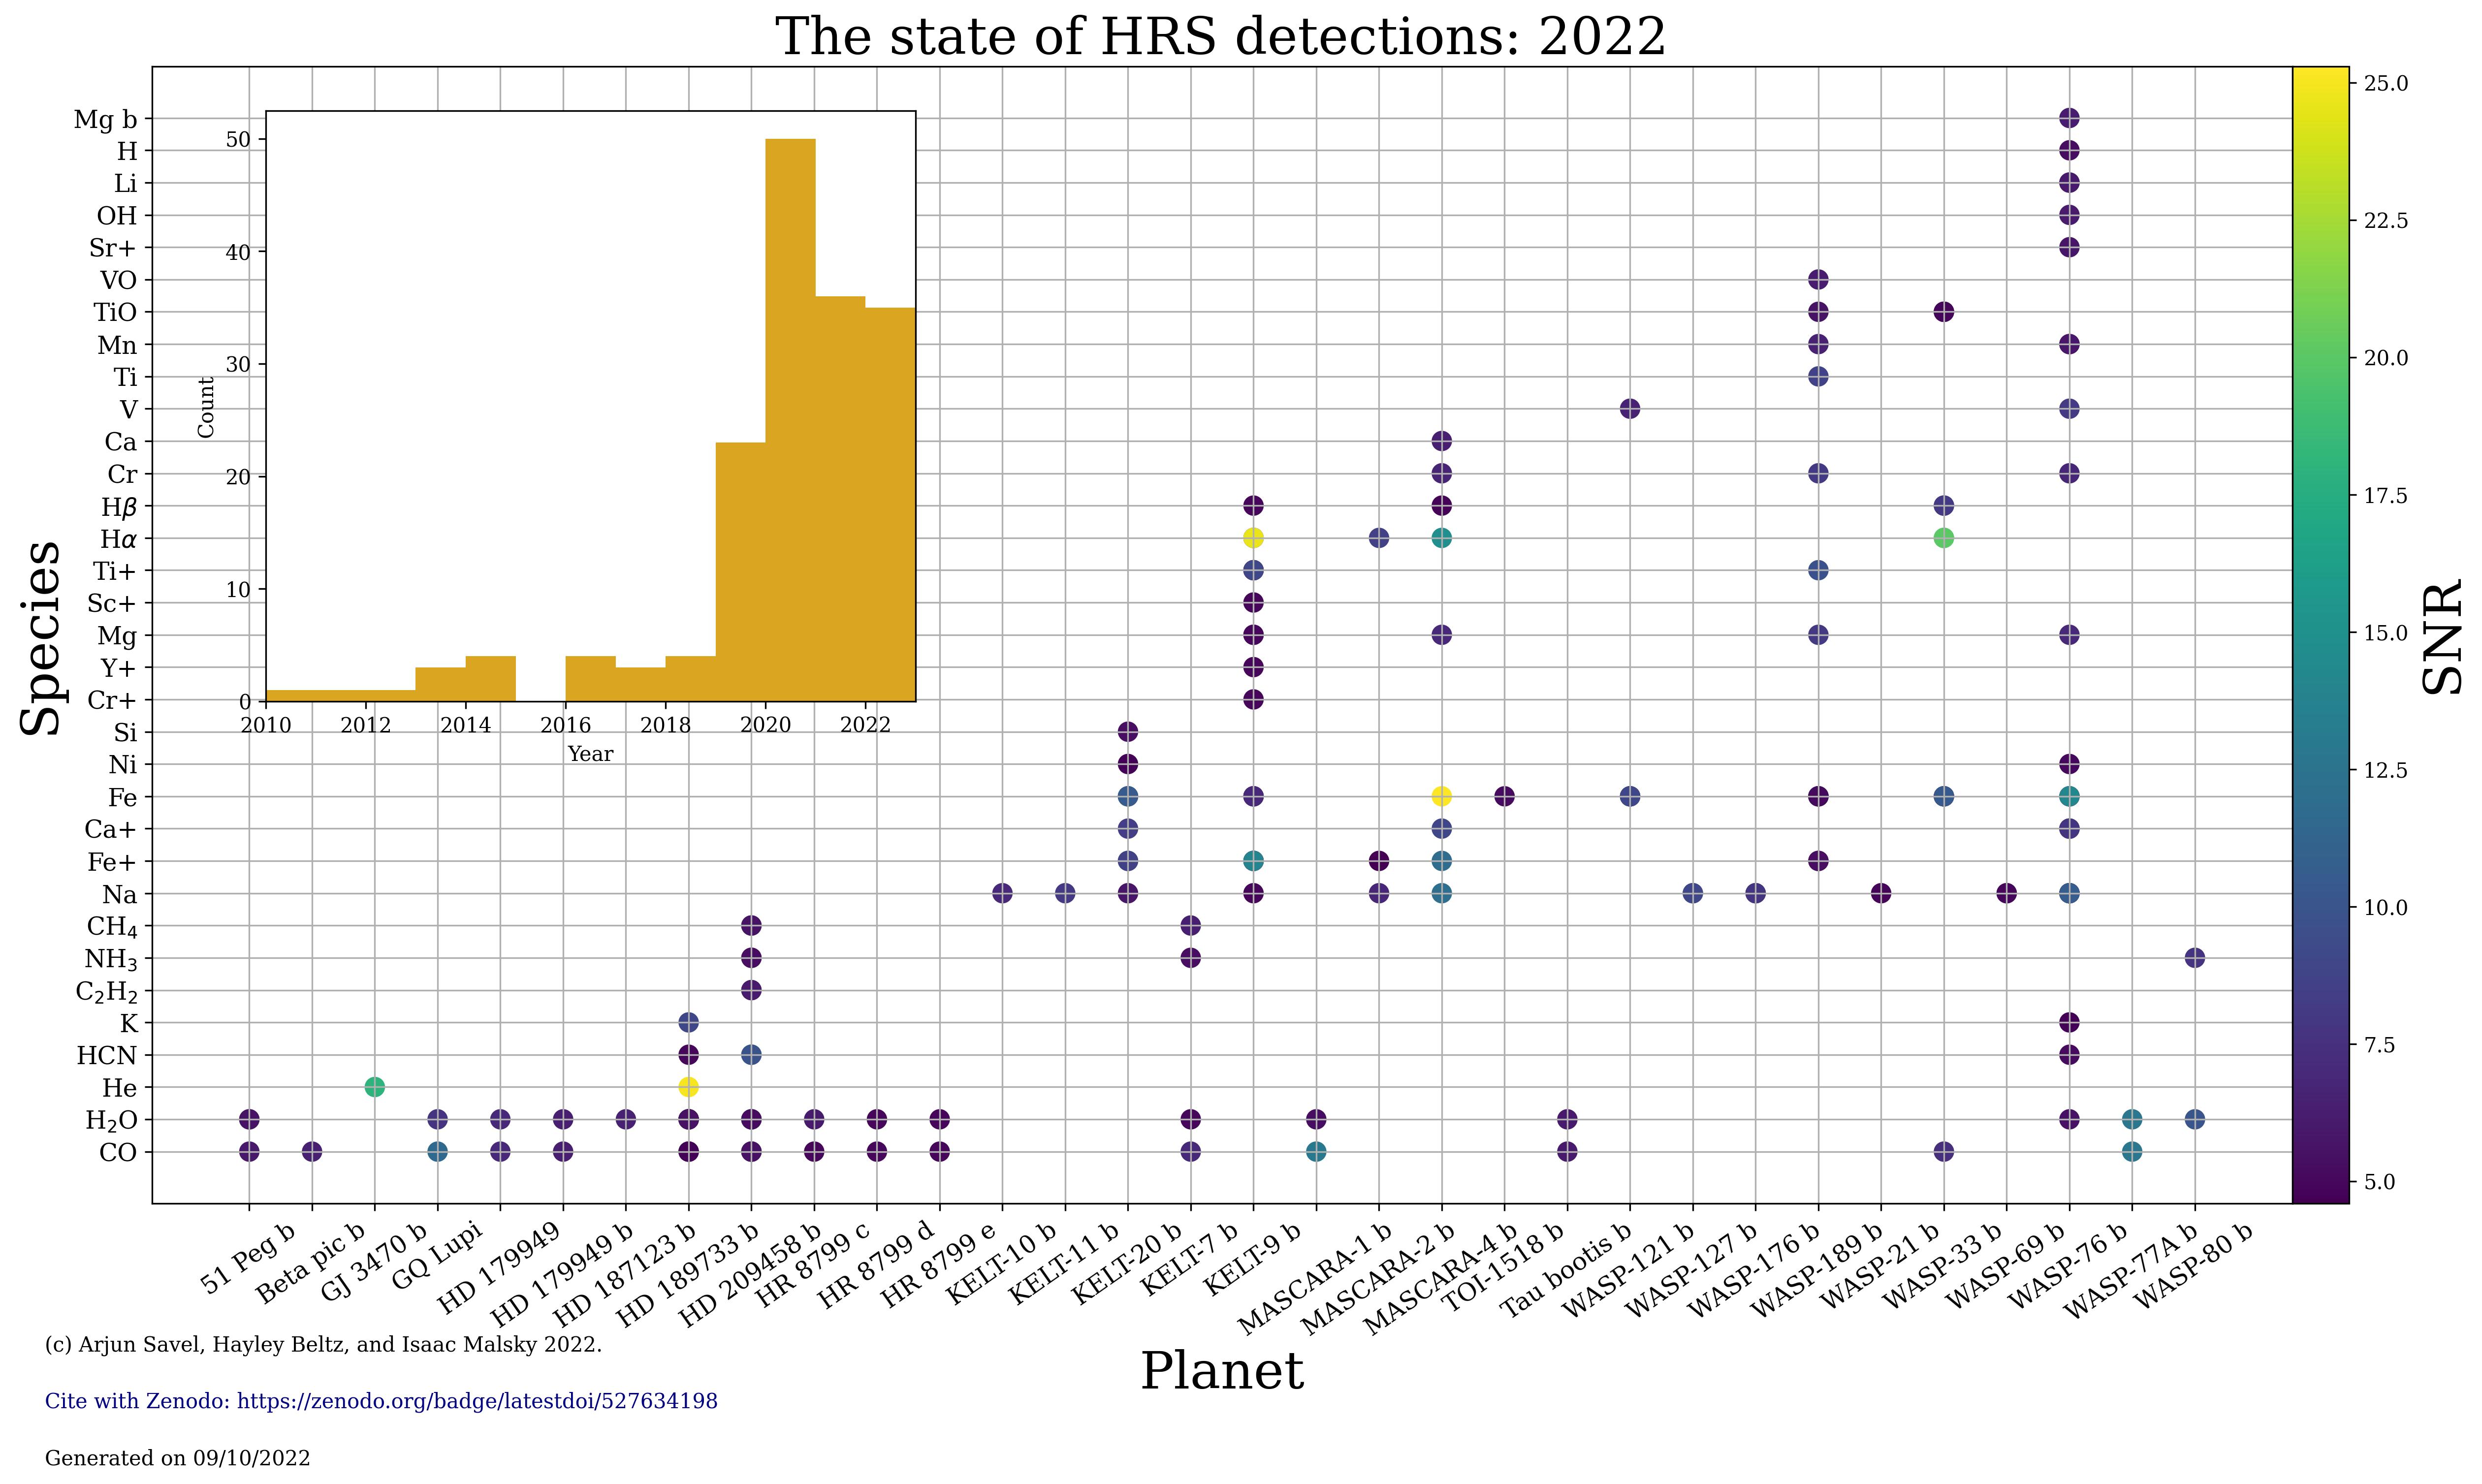 The state of HRS detections: 2022
Species
Mg b
H
Li
OH
Sr+
VO
TiO
Mn
Ti
V
Ca
Cr
Hβ
Hα
Ti+
Sc+
Mg
Y+
Cr+
Si
Ni
Fe
Ca+
Fe+
Na
CH₄
NH₃
C₂H₂
K
HCN
He
H₂O
CO
Count
50
40
30
20
10
0
2010 2012 2014 2016 2018 2020 2022
Year
25.0
22.5
20.0
17.5
15.0
12.5
10.0
7.5
5.0
SNR
51 Peg b
Beta pic b
GJ 3470 b
GQ Lupi
HD 179949
HD 179949 b
HD 187123 b
HD 189733 b
HD 209458 b
HR 8799 c
HR 8799 d
HR 8799 e
KELT-10 b
KELT-11 b
KELT-20 b
KELT-7 b
KELT-9 b
MASCARA-1 b
MASCARA-2 b
MASCARA-4 b
TOI-1518 b
Tau bootis b
WASP-121 b
WASP-127 b
WASP-176 b
WASP-189 b
WASP-21 b
WASP-33 b
WASP-69 b
WASP-76 b
WASP-77A b
WASP-80 b
Planet
(c) Arjun Savel, Hayley Beltz, and Isaac Malsky 2022.
Cite with Zenodo: https://zenodo.org/badge/latestdoi/527634198
Generated on 09/10/2022